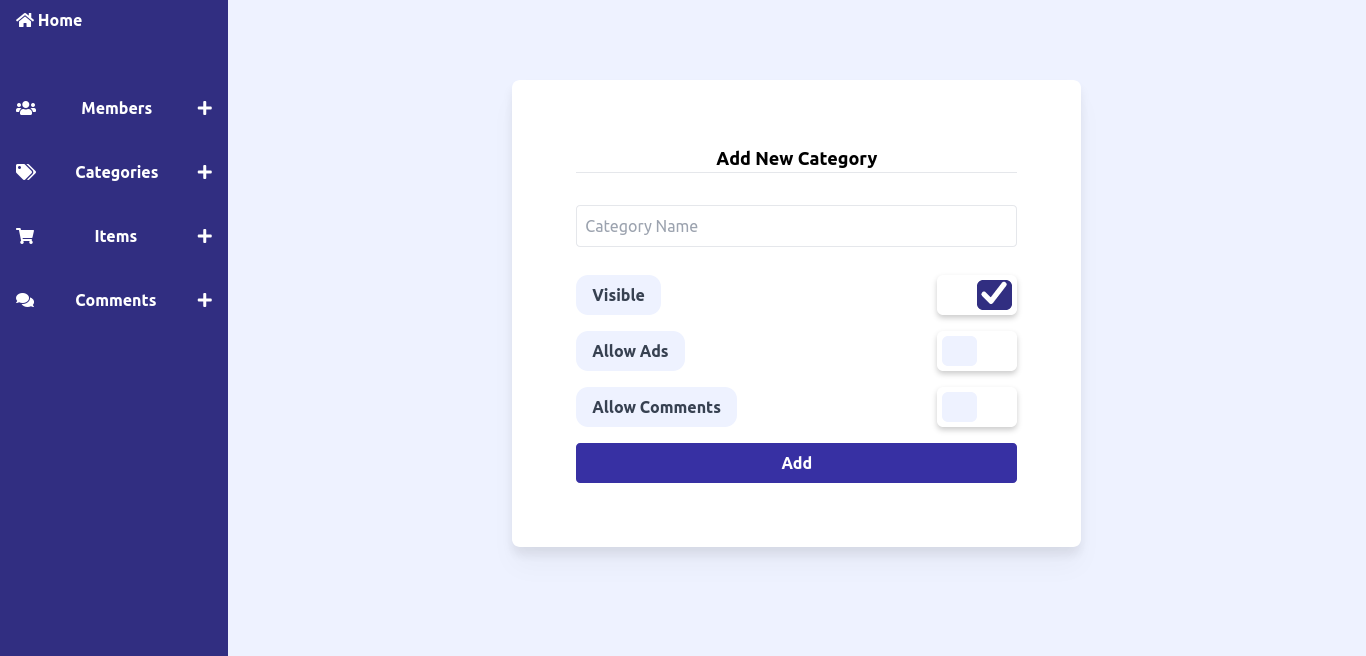 Home
Members
Categories
Items
Comments
Add New Category
Category Name
Visible
Allow Ads
Allow Comments
Add